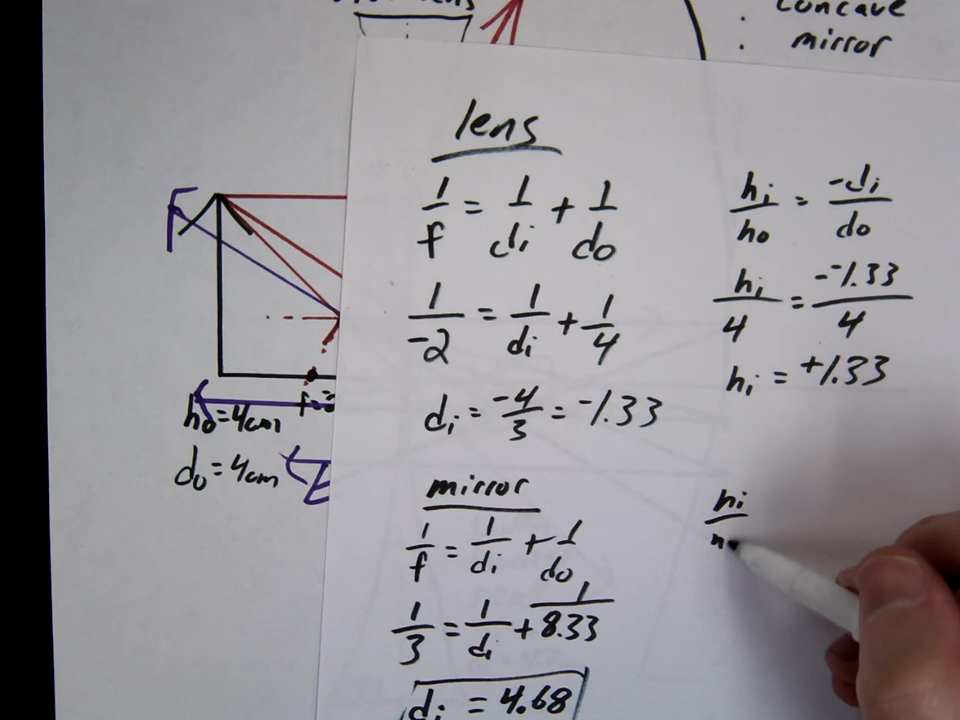 concave
mirror
lens
1/f = 1/di + 1/do
1/-2 = 1/di + 1/4
di = -4/3 = -1.33
hi/ho = -di/do
hi/4 = --1.33/4
hi = +1.33
ho = 4cm
do = 4cm
mirror
1/f = 1/di + 1/do
1/3 = 1/di + 1/8.33
di = 4.68
hi